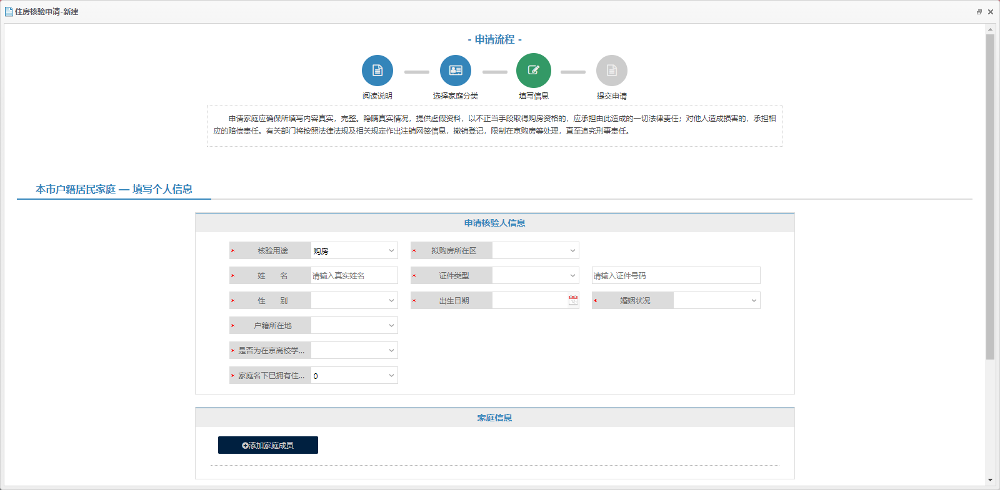 住房核验申请-新建
- 申请流程 -
阅读说明
选择家庭分类
填写信息
提交申请
申请家庭应确保所填写内容真实，完整。隐瞒真实情况，提供虚假资料，以不正当手段取得购房资格的，应承担由此造成的一切法律责任；对他人造成损害的，承担相
应的赔偿责任。有关部门将按照法律法规及相关规定作出注销网签信息，撤销登记，限制在京购房等处理，直至追究刑事责任。
本市户籍居民家庭 — 填写个人信息
申请核验人信息
* 核验用途 购房 * 拟购房所在区
* 姓 名 请输入真实姓名 * 证件类型 请输入证件号码
* 性 别 * 出生日期 * 婚姻状况
* 户籍所在地
* 是否为在京高校学...
* 家庭名下已拥有住... 0
家庭信息
添加家庭成员